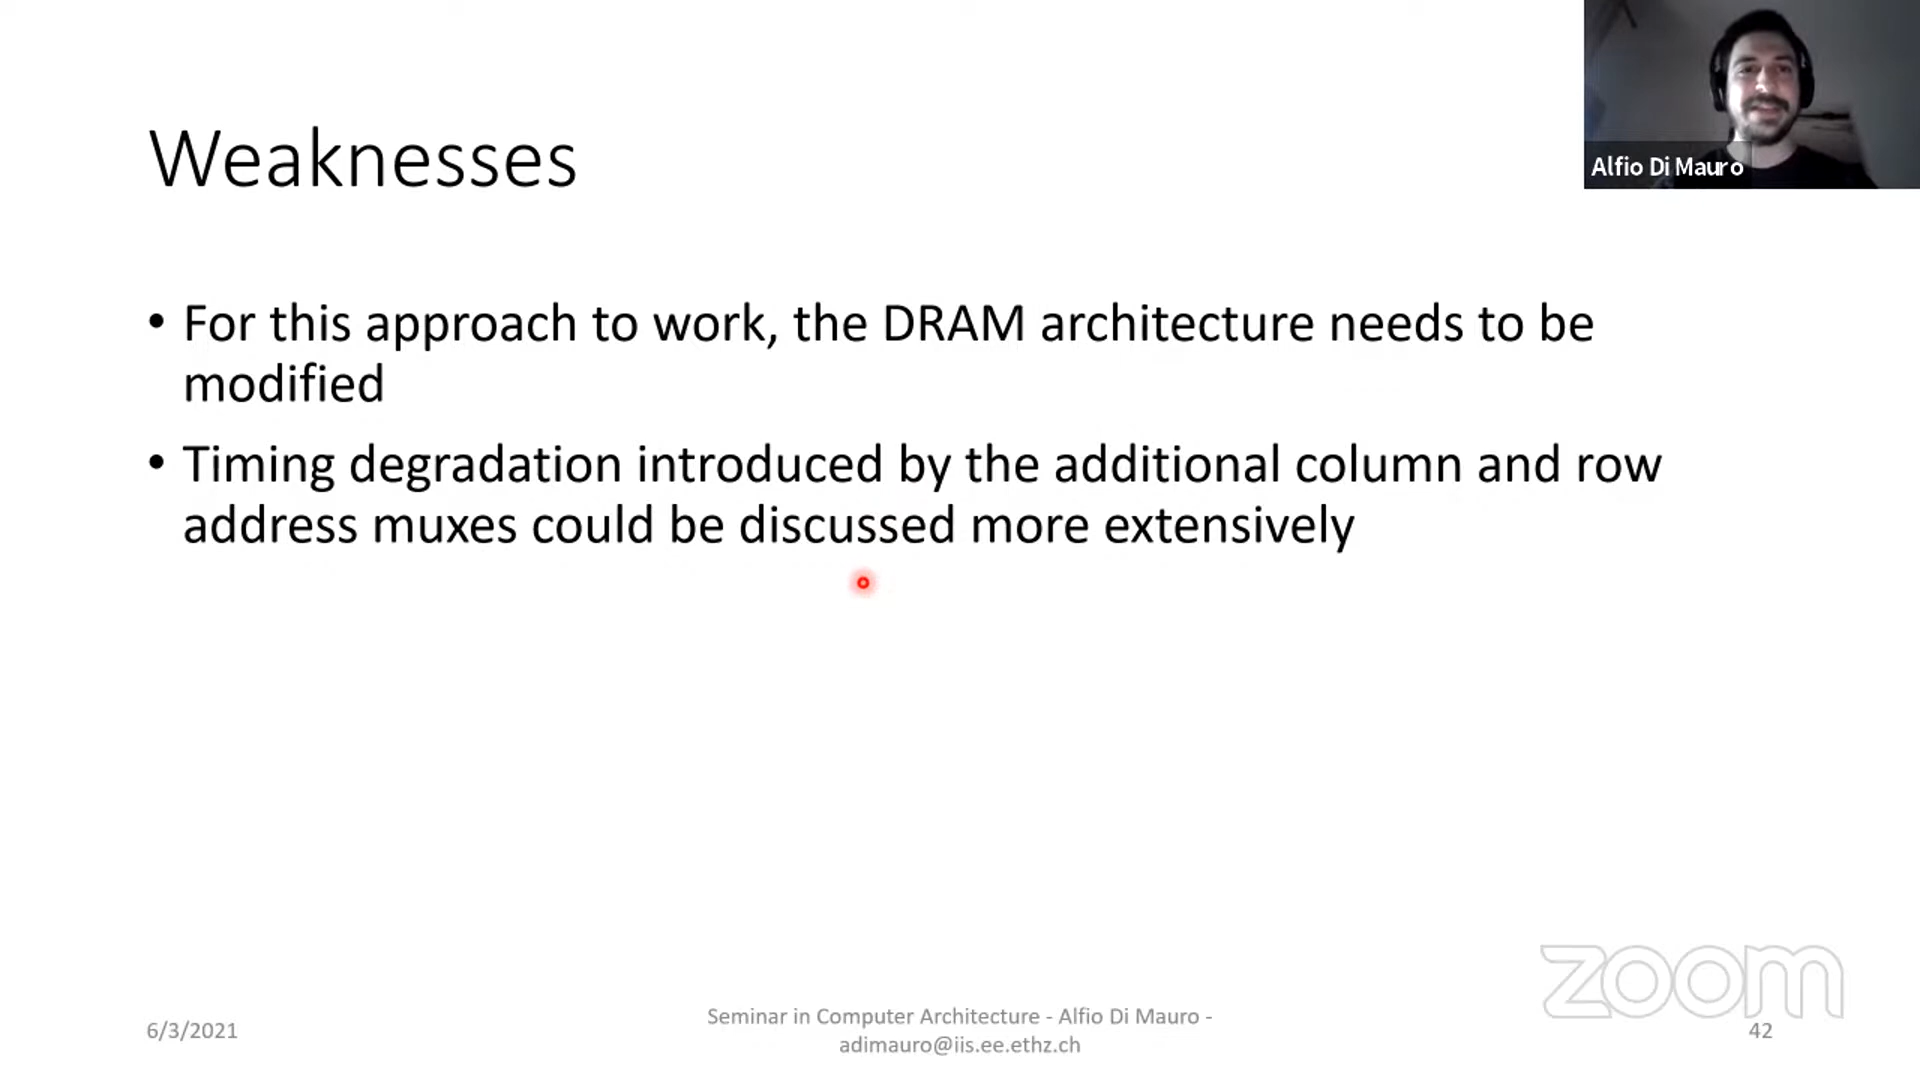 Weaknesses
Alfio Di Mauro
• For this approach to work, the DRAM architecture needs to be
modified
• Timing degradation introduced by the additional column and row
address muxes could be discussed more extensively
zoom
6/3/2021
Seminar in Computer Architecture - Alfio Di Mauro -
adimauro@iis.ee.ethz.ch
42